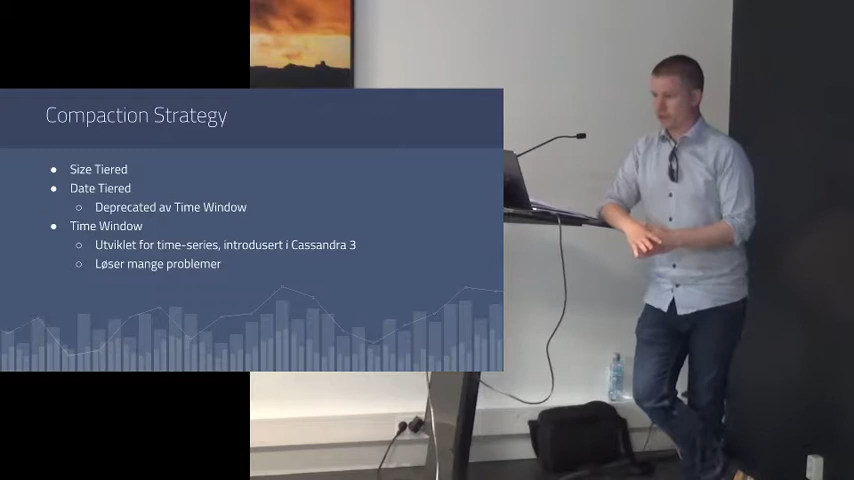 Compaction Strategy
Size Tiered
Date Tiered
Deprecated av Time Window
Time Window
Utviklet for time-series, introdusert i Cassandra 3
Løser mange problemer